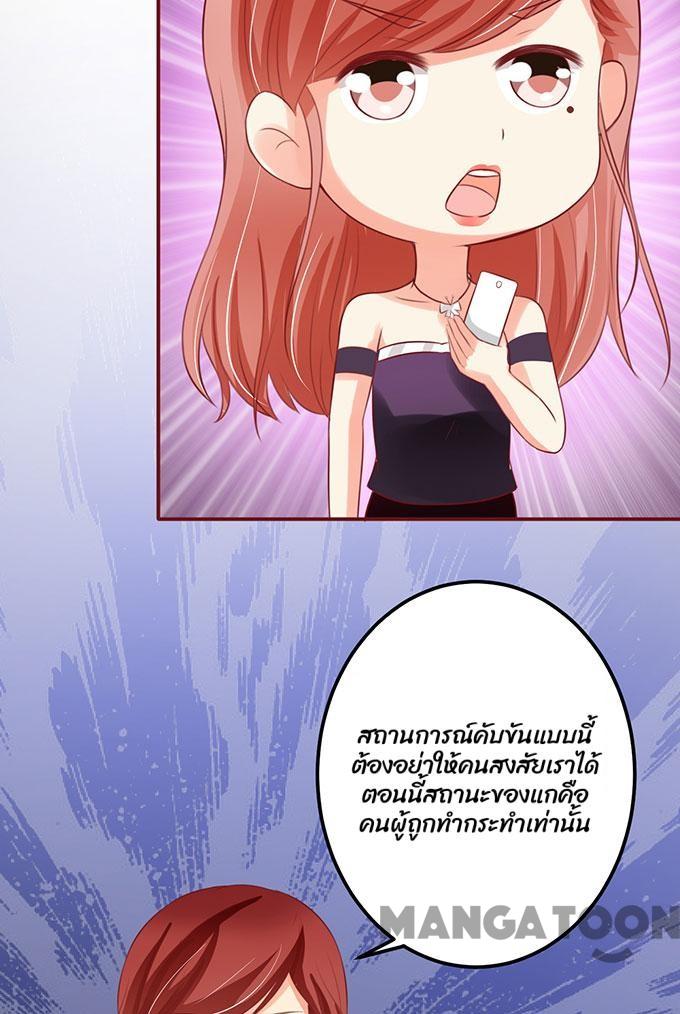 สถานการณ์คับขันแบบนี้
ต้องอย่าให้คนสงสัยเราได้
ตอนนี้สถานะของแกคือ
คนผู้ถูกทำกระทำเท่านั้น
MANGATOON